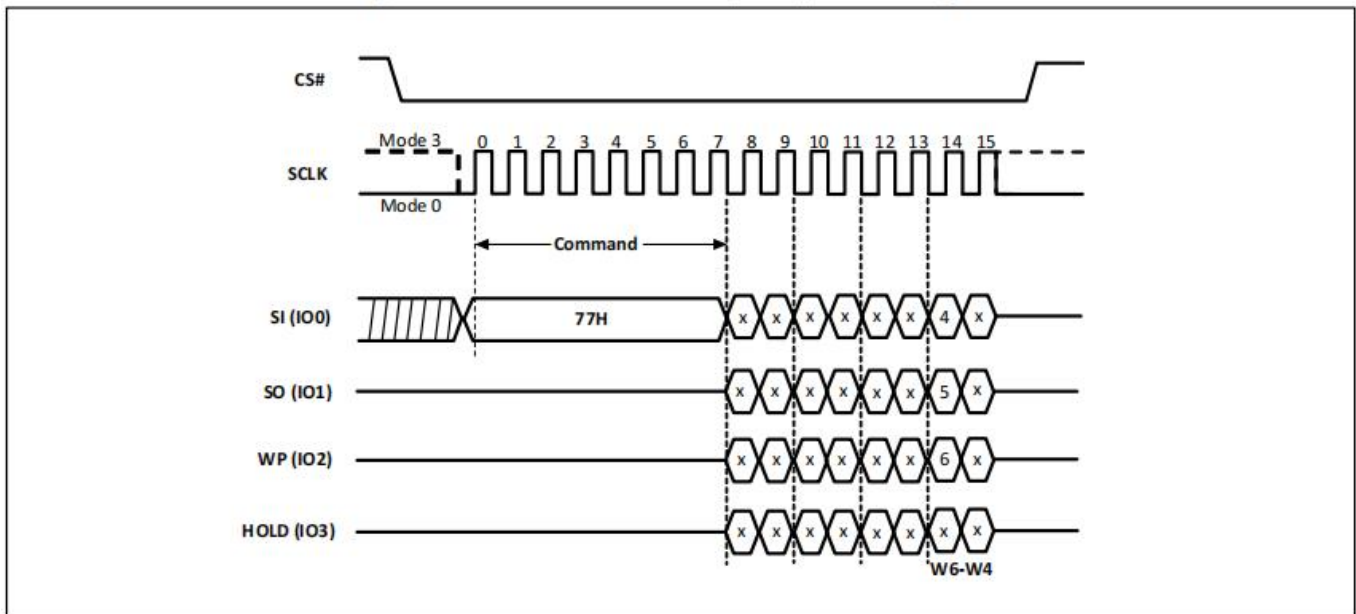 CS#
Mode 3 0 1 2 3 4 5 6 7 8 9 10 11 12 13 14 15
SCLK
Mode 0
Command
SI (IO0) 77H x x x x x x 4 x
SO (IO1) x x x x x x 5 x
WP (IO2) x x x x x x 6 x
HOLD (IO3) x x x x x x x x
W6-W4